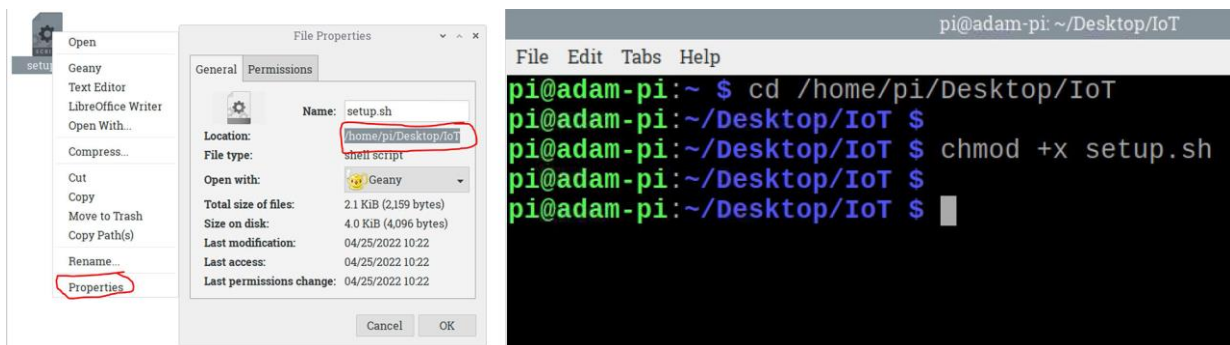 setup
Open
Geany
Text Editor
LibreOffice Writer
Open With...
Compress...
Cut
Copy
Move to Trash
Copy Path(s)
Rename...
Properties
File Properties
General Permissions
Name: setup.sh
Location: /home/pi/Desktop/IoT
File type: shell script
Open with: Geany
Total size of files: 2.1 KiB (2,159 bytes)
Size on disk: 4.0 KiB (4,096 bytes)
Last modification: 04/25/2022 10:22
Last access: 04/25/2022 10:22
Last permissions change: 04/25/2022 10:22
Cancel OK
pi@adam-pi: ~/Desktop/IoT
File Edit Tabs Help
pi@adam-pi:~ $ cd /home/pi/Desktop/IoT
pi@adam-pi:~/Desktop/IoT $
pi@adam-pi:~/Desktop/IoT $ chmod +x setup.sh
pi@adam-pi:~/Desktop/IoT $
pi@adam-pi:~/Desktop/IoT $